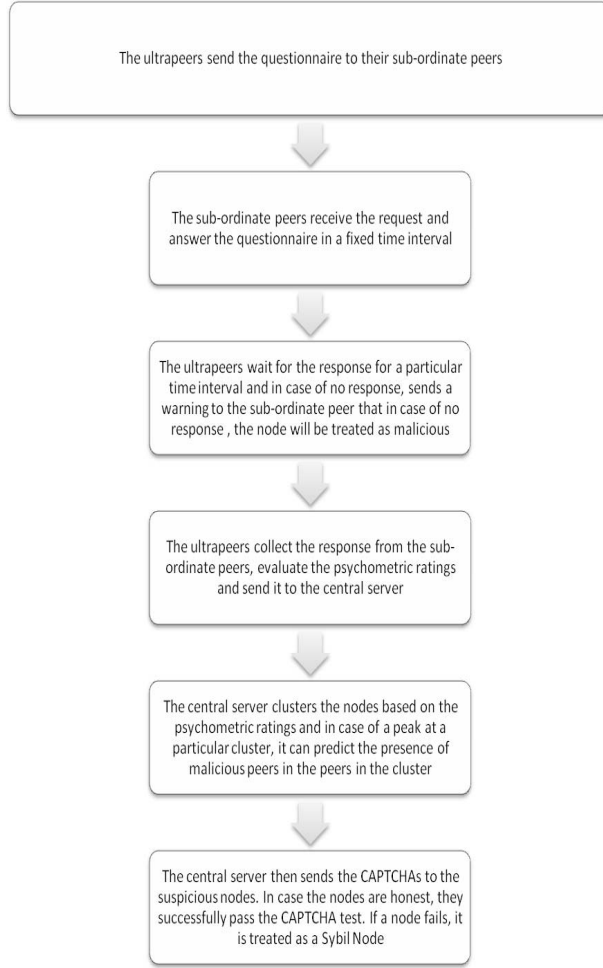 The ultrapeers send the questionnaire to their sub-ordinate peers
The sub-ordinate peers receive the request and
answer the questionnaire in a fixed time interval
The ultrapeers wait for the response for a particular
time interval and in case of no response, sends a
warning to the sub-ordinate peer that in case of no
response , the node will be treated as malicious
The ultrapeers collect the response from the sub-
ordinate peers, evaluate the psychometric ratings
and send it to the central server
The central server clusters the nodes based on the
psychometric ratings and in case of a peak at a
particular cluster, it can predict the presence of
malicious peers in the peers in the cluster
The central server then sends the CAPTCHAs to the
suspicious nodes. In case the nodes are honest, they
successfully pass the CAPTCHA test. If a node fails, it
is treated as a Sybil Node